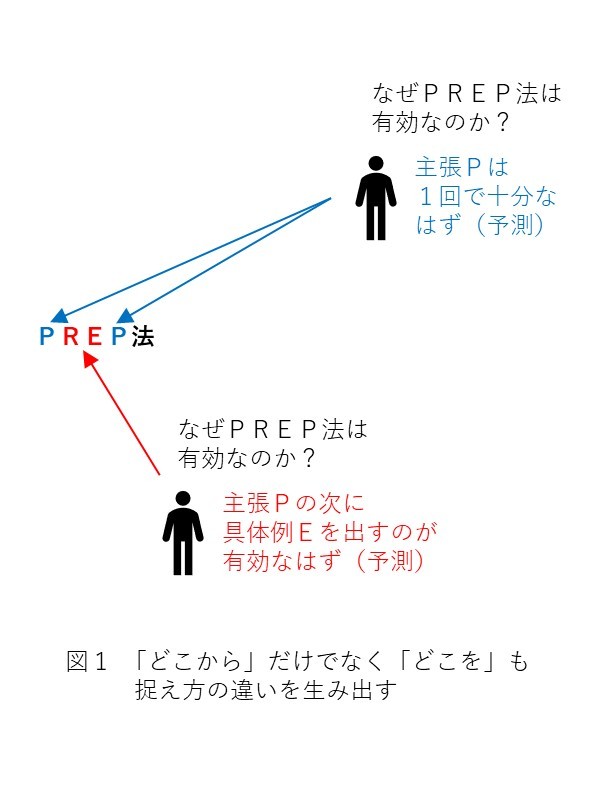 なぜＰＲＥＰ法は
有効なのか？
主張Ｐは
１回で十分な
はず（予測）
ＰＲＥＰ法
なぜＰＲＥＰ法は
有効なのか？
主張Ｐの次に
具体例Ｅを出すのが
有効なはず（予測）
図１　「どこから」だけでなく「どこを」も
捉え方の違いを生み出す